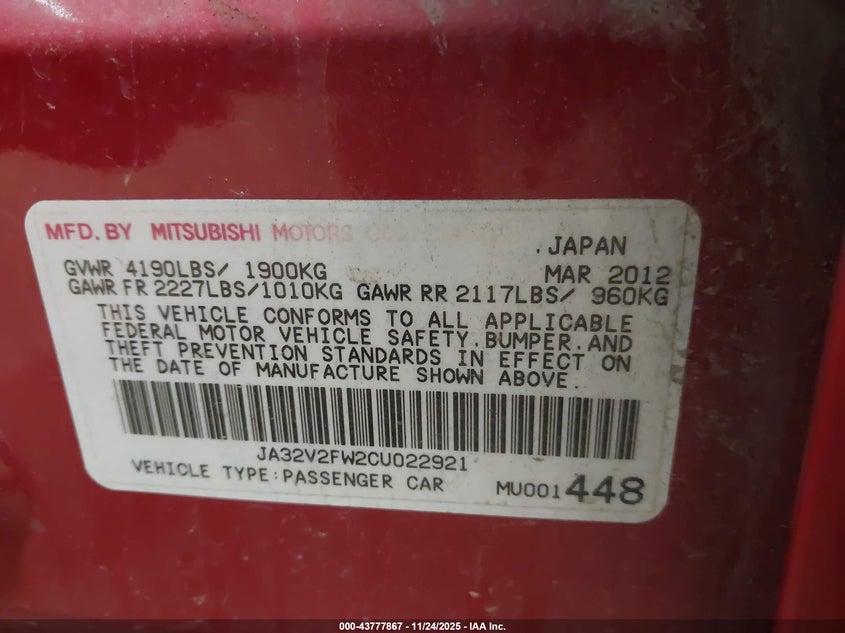 MFD. BY MITSUBISHI MOTORS
JAPAN
GVWR 4190LBS/ 1900KG
MAR 2012
GAWR FR 2227LBS/1010KG GAWR RR 2117LBS/ 960KG
THIS VEHICLE CONFORMS TO ALL APPLICABLE
FEDERAL MOTOR VEHICLE SAFETY.BUMPER.AND
THEFT PREVENTION STANDARDS IN EFFECT ON
THE DATE OF MANUFACTURE SHOWN ABOVE.
JA32V2FW2CU022921
VEHICLE TYPE:PASSENGER CAR
MU001448
000-43777867 - 11/24/2025 - IAA Inc.